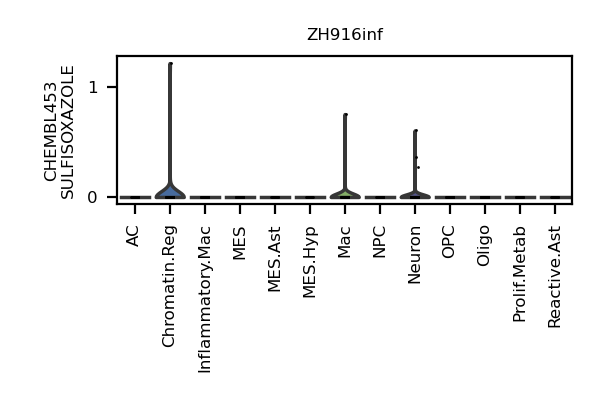 ZH916inf
CHEMBL453
SULFISOXAZOLE
1
0
AC
Chromatin.Reg
Inflammatory.Mac
MES
MES.Ast
MES.Hyp
Mac
NPC
Neuron
OPC
Oligo
Prolif.Metab
Reactive.Ast